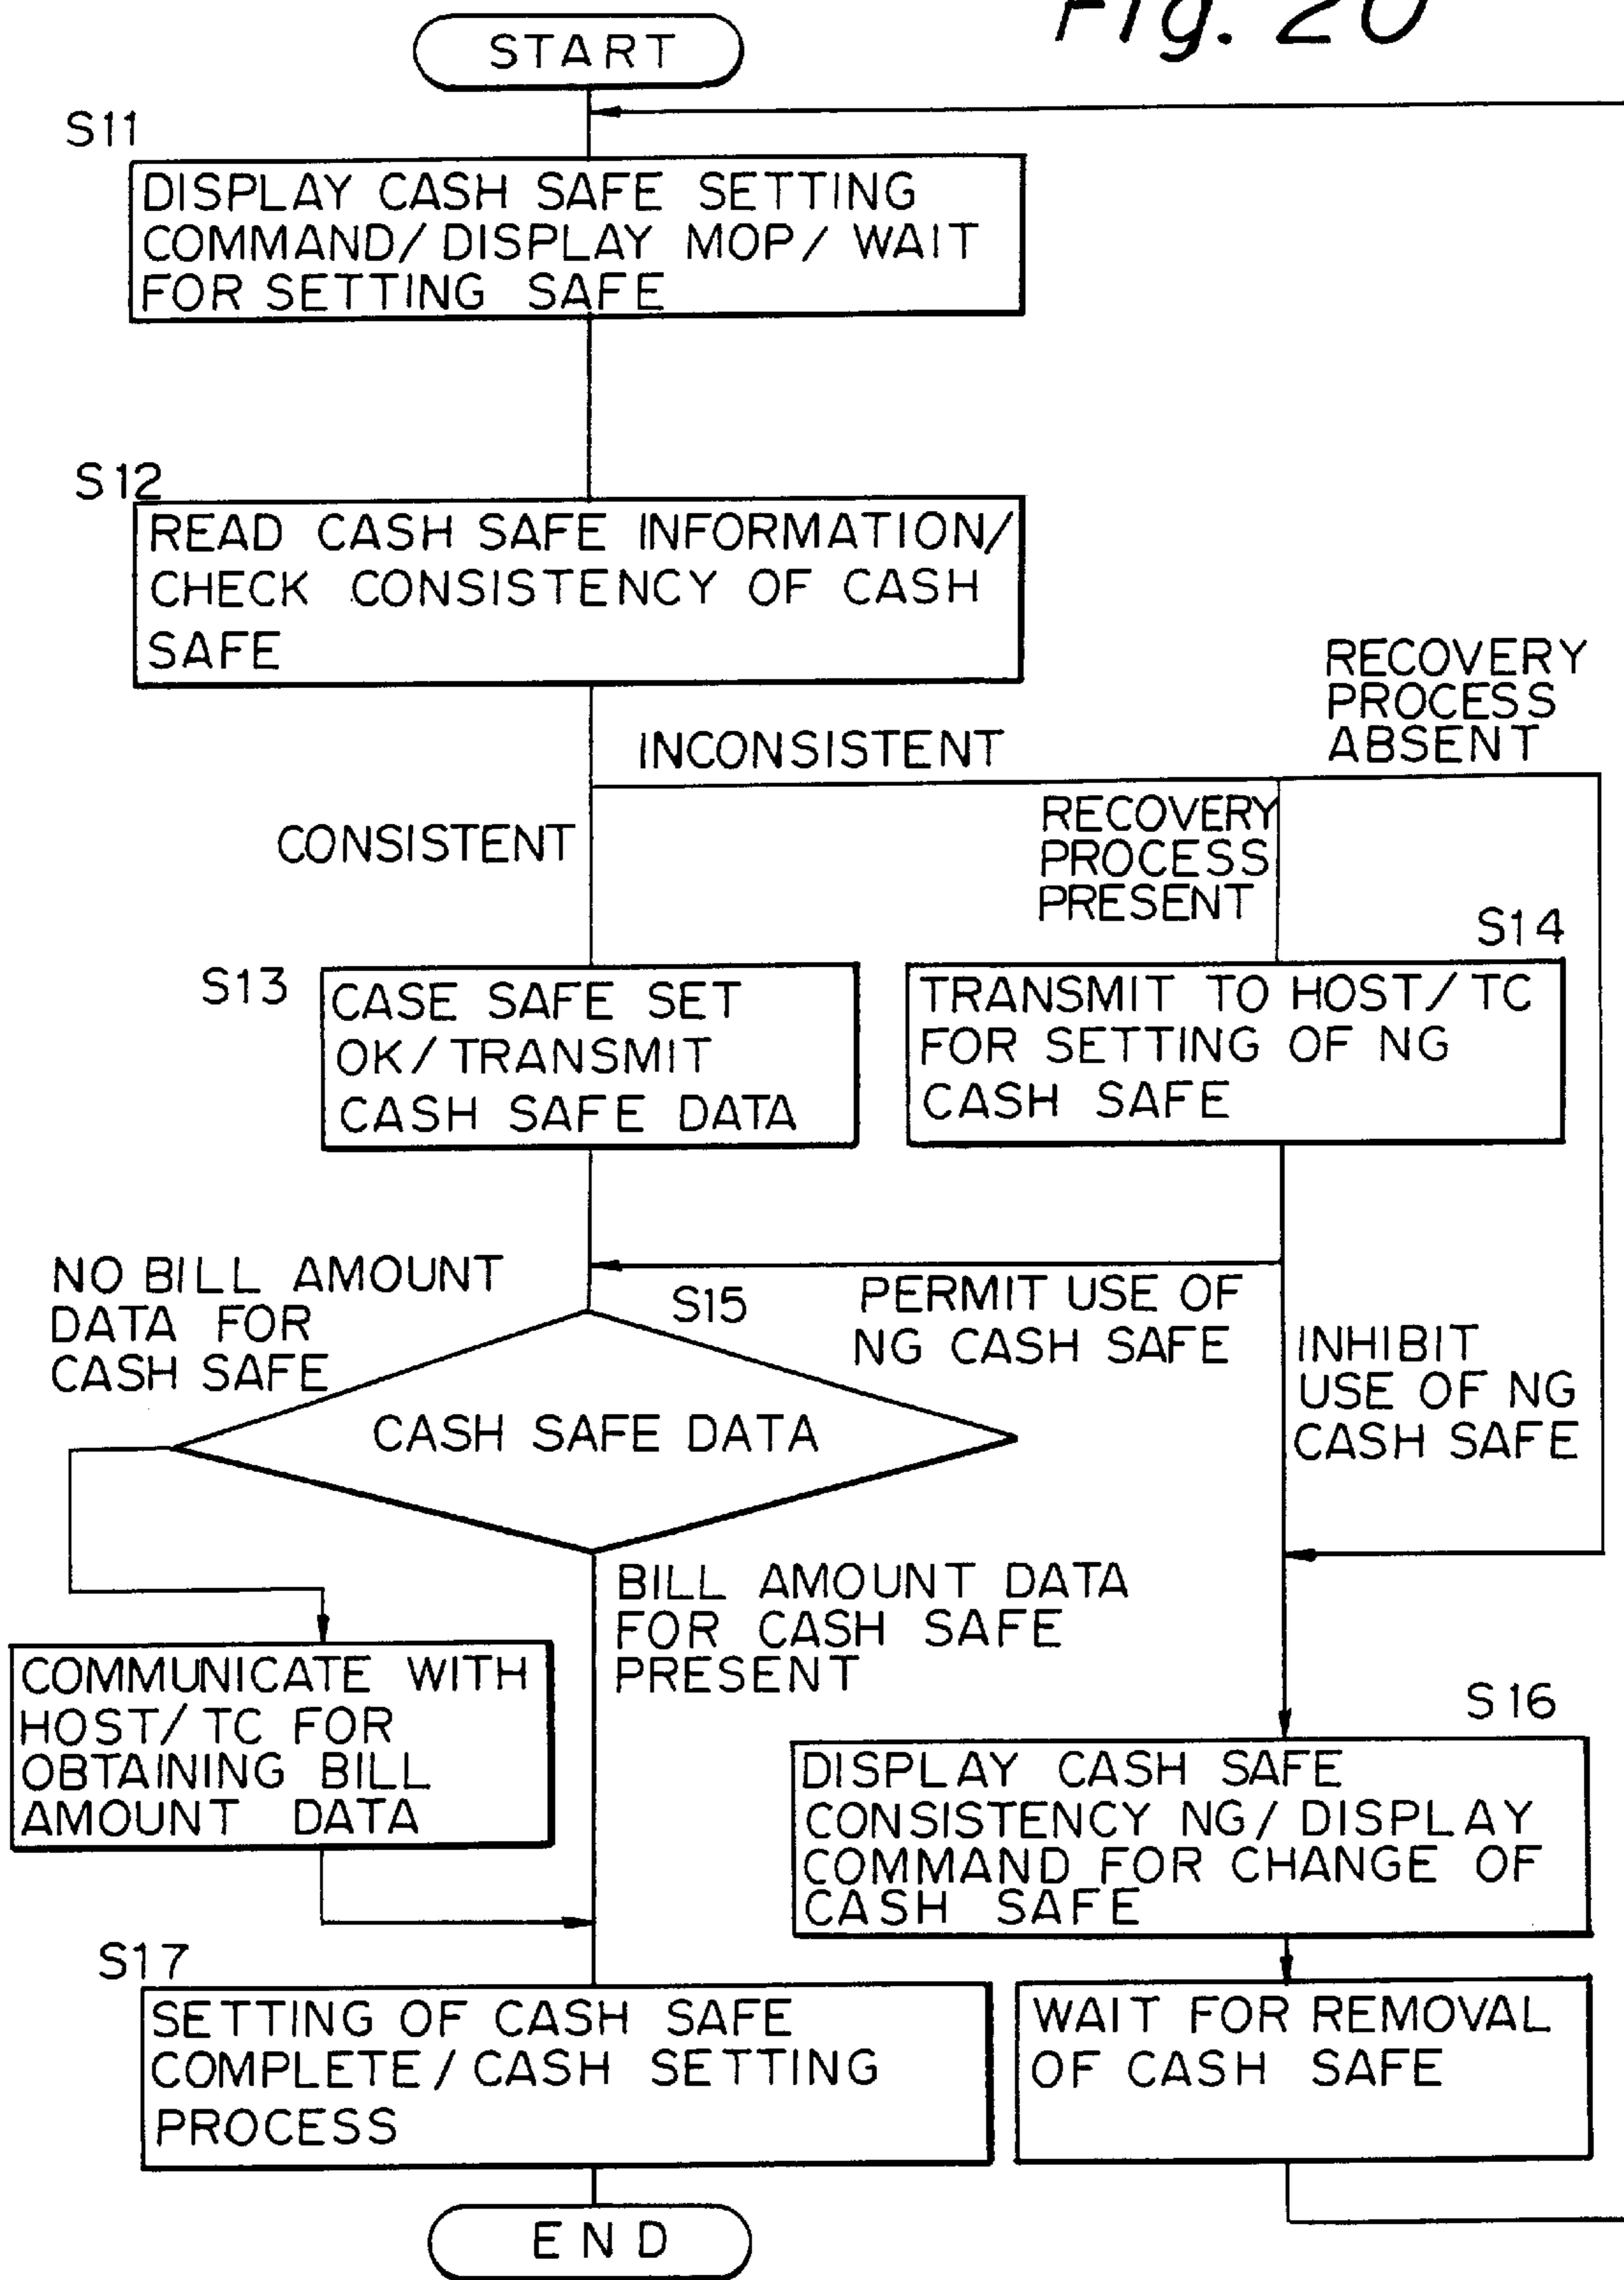 Fig. 20
START
S11
DISPLAY CASH SAFE SETTING
COMMAND/DISPLAY MOP/WAIT
FOR SETTING SAFE
S12
READ CASH SAFE INFORMATION/
CHECK CONSISTENCY OF CASH
SAFE
RECOVERY
PROCESS
ABSENT
INCONSISTENT
CONSISTENT
RECOVERY
PROCESS
PRESENT
S13
CASE SAFE SET
OK/TRANSMIT
CASH SAFE DATA
S14
TRANSMIT TO HOST/TC
FOR SETTING OF NG
CASH SAFE
NO BILL AMOUNT
DATA FOR
CASH SAFE
S15
PERMIT USE OF
NG CASH SAFE
INHIBIT
USE OF NG
CASH SAFE
CASH SAFE DATA
BILL AMOUNT DATA
FOR CASH SAFE
PRESENT
COMMUNICATE WITH
HOST/TC FOR
OBTAINING BILL
AMOUNT DATA
S16
DISPLAY CASH SAFE
CONSISTENCY NG/DISPLAY
COMMAND FOR CHANGE OF
CASH SAFE
S17
SETTING OF CASH SAFE
COMPLETE/CASH SETTING
PROCESS
WAIT FOR REMOVAL
OF CASH SAFE
END